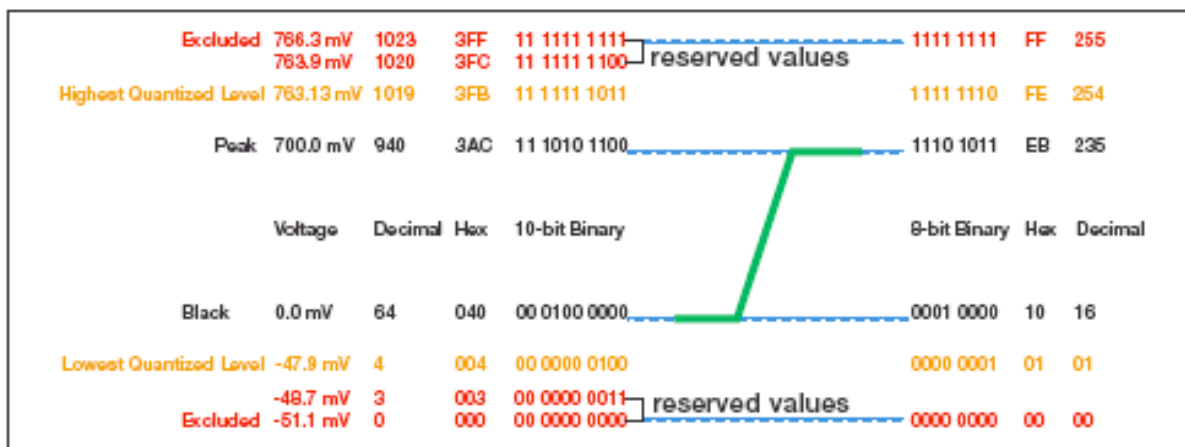 Excluded 766.3 mV 1023 3FF 11 1111 1111 1111 1111 FF 255
763.9 mV 1020 3FC 11 1111 1100 reserved values
Highest Quantized Level 763.13 mV 1019 3FB 11 1111 1011 1111 1110 FE 254
Peak 700.0 mV 940 3AC 11 1010 1100 1110 1011 EB 235
Voltage Decimal Hex 10-bit Binary 8-bit Binary Hex Decimal
Black 0.0 mV 64 040 00 0100 0000 0001 0000 10 16
Lowest Quantized Level -47.9 mV 4 004 00 0000 0100 0000 0001 01 01
-48.7 mV 3 003 00 0000 0011 reserved values
Excluded -51.1 mV 0 000 00 0000 0000 0000 0000 00 00